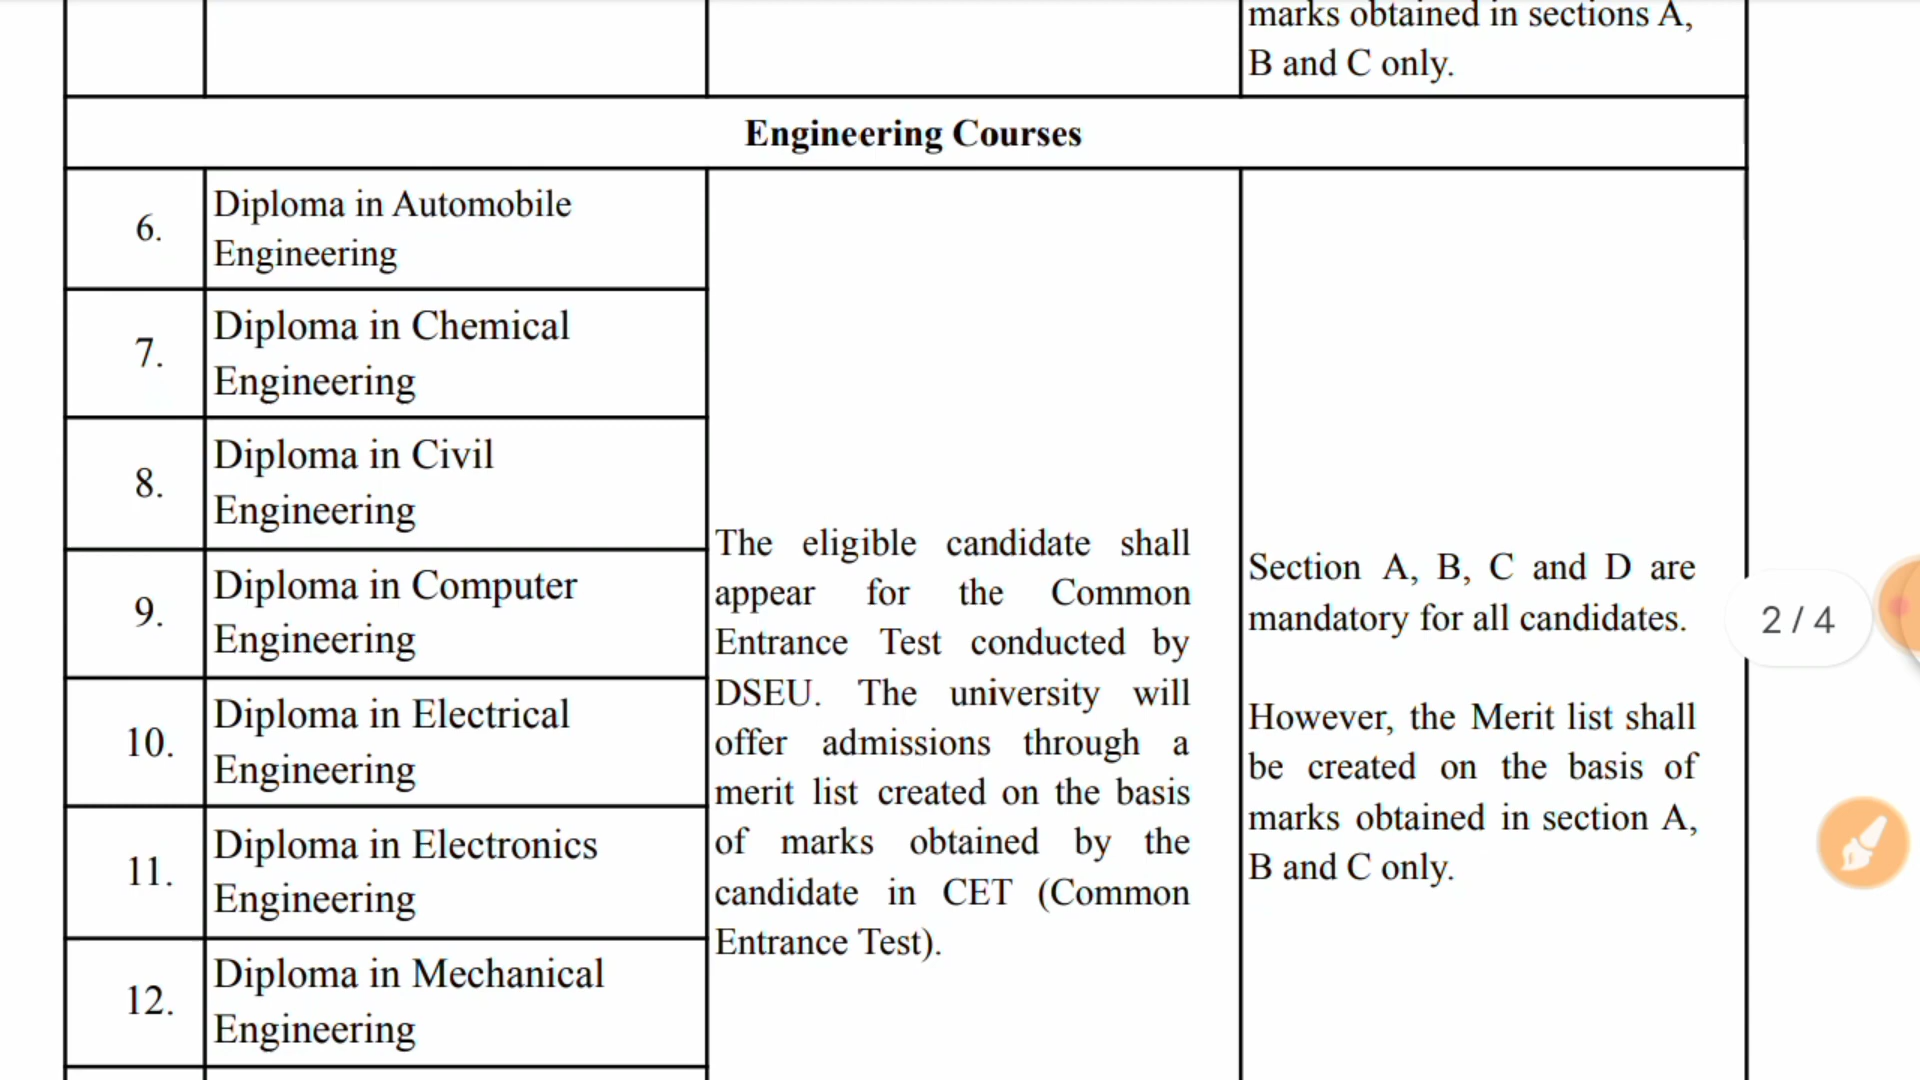 marks obtained in sections A,
B and C only.
Engineering Courses
6.
Diploma in Automobile
Engineering
7.
Diploma in Chemical
Engineering
8.
Diploma in Civil
Engineering
9.
Diploma in Computer
Engineering
10.
Diploma in Electrical
Engineering
11.
Diploma in Electronics
Engineering
12.
Diploma in Mechanical
Engineering
The eligible candidate shall
appear for the Common
Entrance Test conducted by
DSEU. The university will
offer admissions through a
merit list created on the basis
of marks obtained by the
candidate in CET (Common
Entrance Test).
Section A, B, C and D are
mandatory for all candidates.
However, the Merit list shall
be created on the basis of
marks obtained in section A,
B and C only.
2 / 4